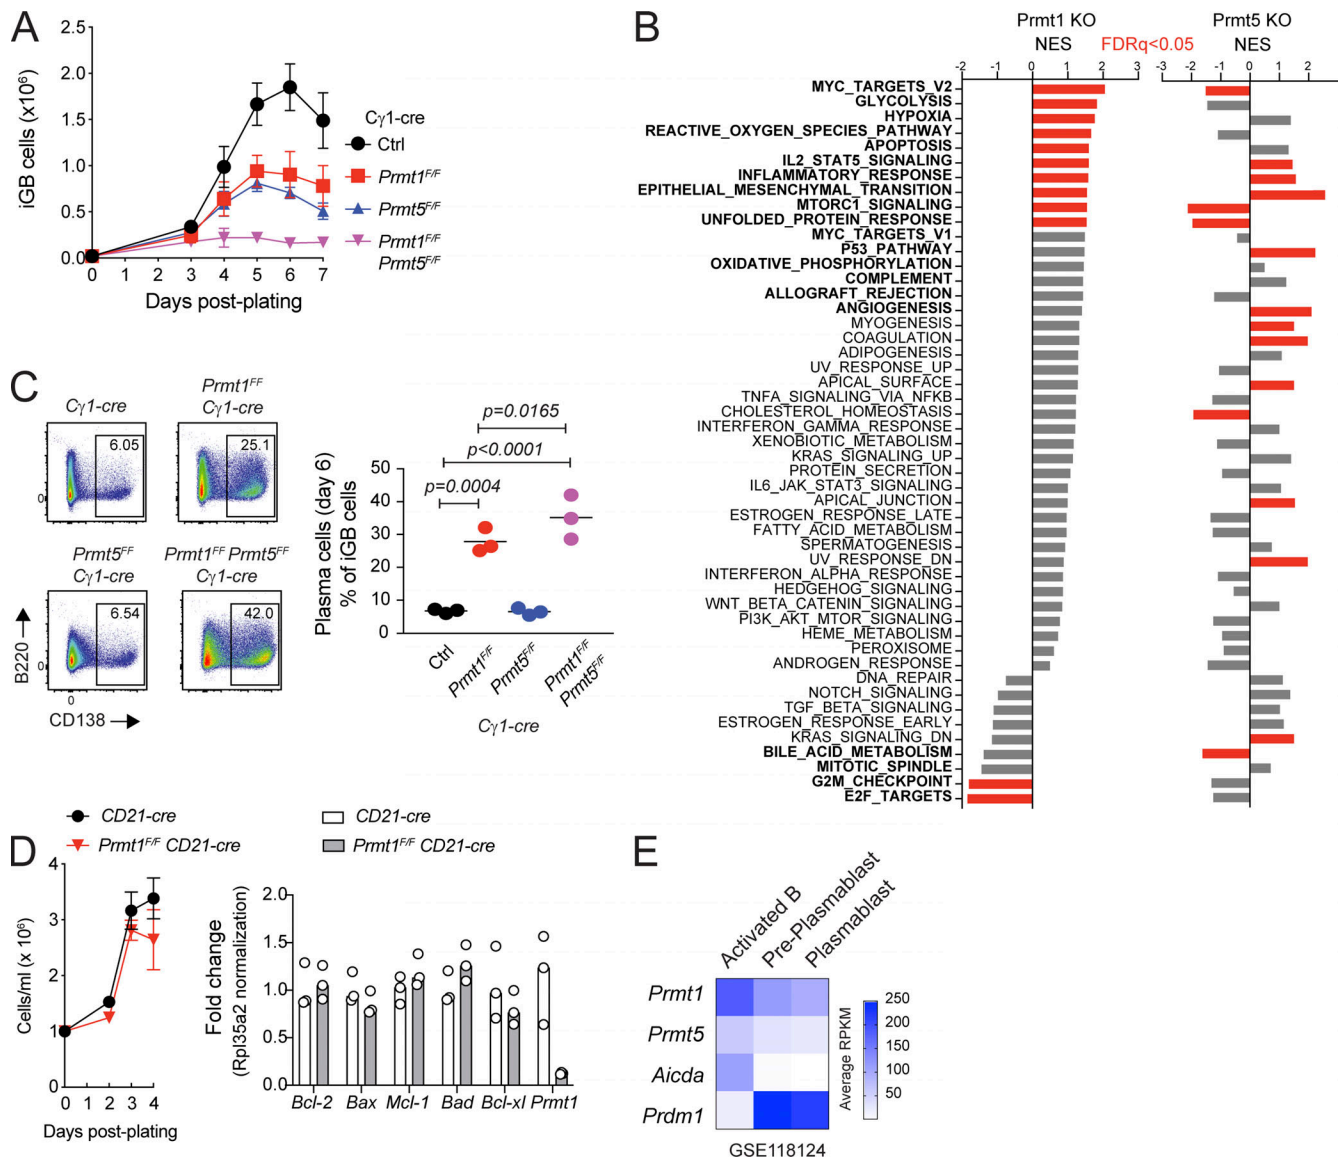 A
2.5
2.0
1.5
1.0
0.5
0.0
iGB cells (x10⁶)
0 1 2 3 4 5 6 7
Days post-plating
Cγ1-cre
Ctrl
Prmt1F/F
Prmt5F/F
Prmt1F/F
Prmt5F/F
B
Prmt1 KO
NES
FDRq<0.05
Prmt5 KO
NES
-2 -1 0 1 2 3
-3 -2 -1 0 1 2
MYC_TARGETS_V2
GLYCOLYSIS
HYPOXIA
REACTIVE_OXYGEN_SPECIES_PATHWAY
APOPTOSIS
IL2_STAT5_SIGNALING
INFLAMMATORY_RESPONSE
EPITHELIAL_MESENCHYMAL_TRANSITION
MTORC1_SIGNALING
UNFOLDED_PROTEIN_RESPONSE
MYC_TARGETS_V1
P53_PATHWAY
OXIDATIVE_PHOSPHORYLATION
COMPLEMENT
ALLOGRAFT_REJECTION
ANGIOGENESIS
MYOGENESIS
COAGULATION
ADIPOGENESIS
UV_RESPONSE_UP
APICAL_SURFACE
TNFA_SIGNALING_VIA_NFKB
CHOLESTEROL_HOMEOSTASIS
INTERFERON_GAMMA_RESPONSE
XENOBIOTIC_METABOLISM
KRAS_SIGNALING_UP
PROTEIN_SECRETION
IL6_JAK_STAT3_SIGNALING
APICAL_JUNCTION
ESTROGEN_RESPONSE_LATE
FATTY_ACID_METABOLISM
SPERMATOGENESIS
UV_RESPONSE_DN
INTERFERON_ALPHA_RESPONSE
HEDGEHOG_SIGNALING
WNT_BETA_CATENIN_SIGNALING
PI3K_AKT_MTOR_SIGNALING
HEME_METABOLISM
PEROXISOME
ANDROGEN_RESPONSE
DNA_REPAIR
NOTCH_SIGNALING
TGF_BETA_SIGNALING
ESTROGEN_RESPONSE_EARLY
KRAS_SIGNALING_DN
BILE_ACID_METABOLISM
MITOTIC_SPINDLE
G2M_CHECKPOINT
E2F_TARGETS
C
Cγ1-cre
Prmt1FF
Cγ1-cre
6.05
25.1
0
Prmt5FF
Cγ1-cre
Prmt1FF Prmt5FF
Cγ1-cre
6.54
42.0
0
0
B220
CD138
p=0.0165
p<0.0001
p=0.0004
50
40
30
20
10
0
Plasma cells (day 6)
% of iGB cells
Ctrl
Prmt1F/F
Prmt5F/F
Prmt1F/F
Prmt5F/F
Cγ1-cre
D
CD21-cre
Prmt1F/F CD21-cre
4
3
2
1
0
Cells/ml (x 10⁶)
0 1 2 3 4
Days post-plating
CD21-cre
Prmt1F/F CD21-cre
2.0
1.5
1.0
0.5
0.0
Fold change
(Rpl35a2 normalization)
Bcl-2 Bax Mcl-1 Bad Bcl-xl Prmt1
E
Activated B
Pre-Plasmablast
Plasmablast
Prmt1
Prmt5
Aicda
Prdm1
Average RPKM
250
200
150
100
50
GSE118124